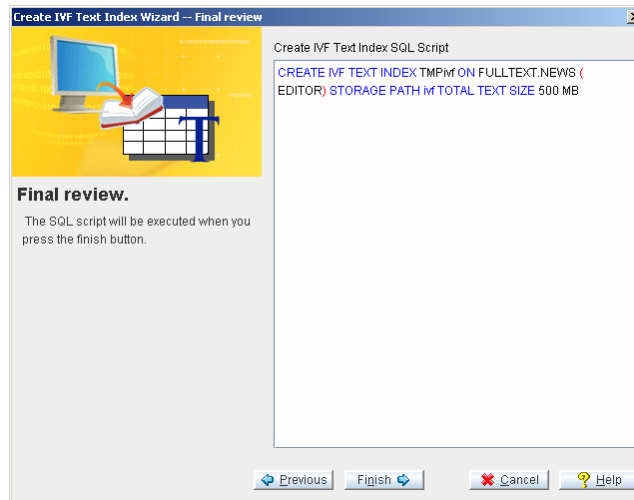 Create IVF Text Index Wizard -- Final review
Create IVF Text Index SQL Script
CREATE IVF TEXT INDEX TMPivf ON FULLTEXT.NEWS (
EDITOR) STORAGE PATH ivf TOTAL TEXT SIZE 500 MB
T
Final review.
The SQL script will be executed when you
press the finish button.
Previous Finish Cancel Help